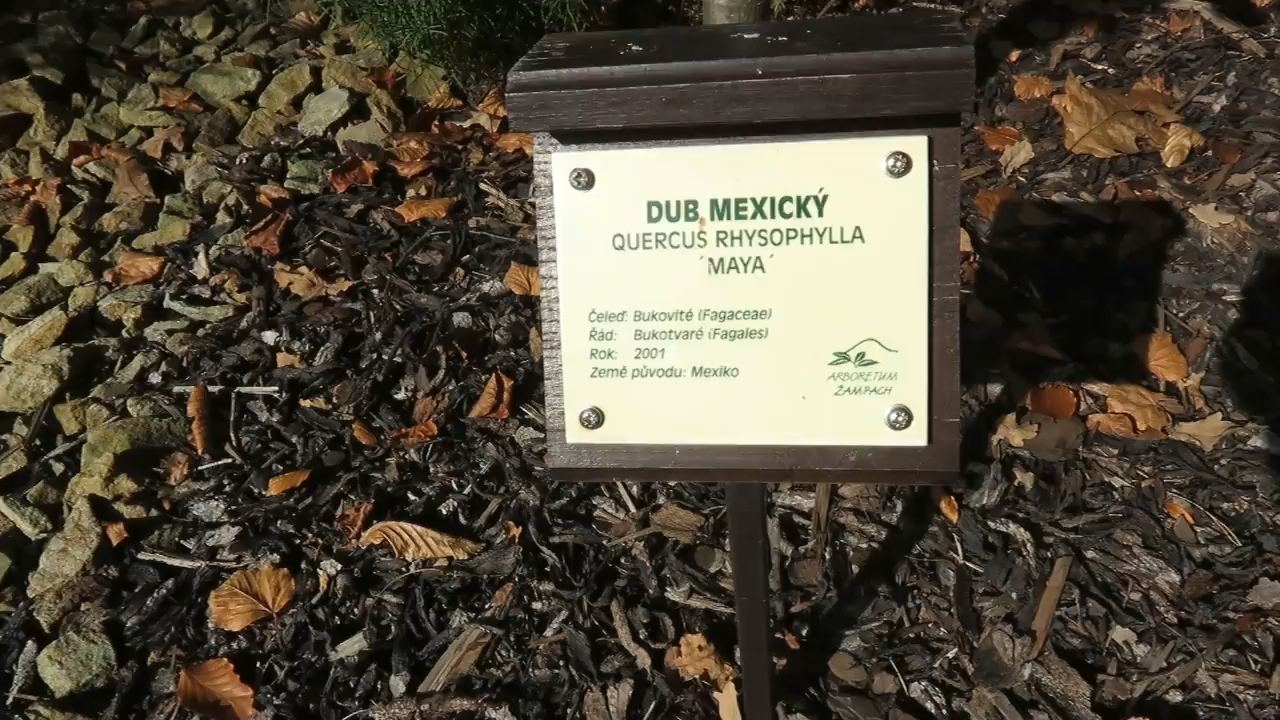 DUB MEXICKÝ
QUERCUS RHYSOPHYLLA
´MAYA´
Čeleď: Bukovité (Fagaceae)
Řád: Bukotvaré (Fagales)
Rok: 2001
Země původu: Mexiko
ARBORETUM
ŽAMPACH